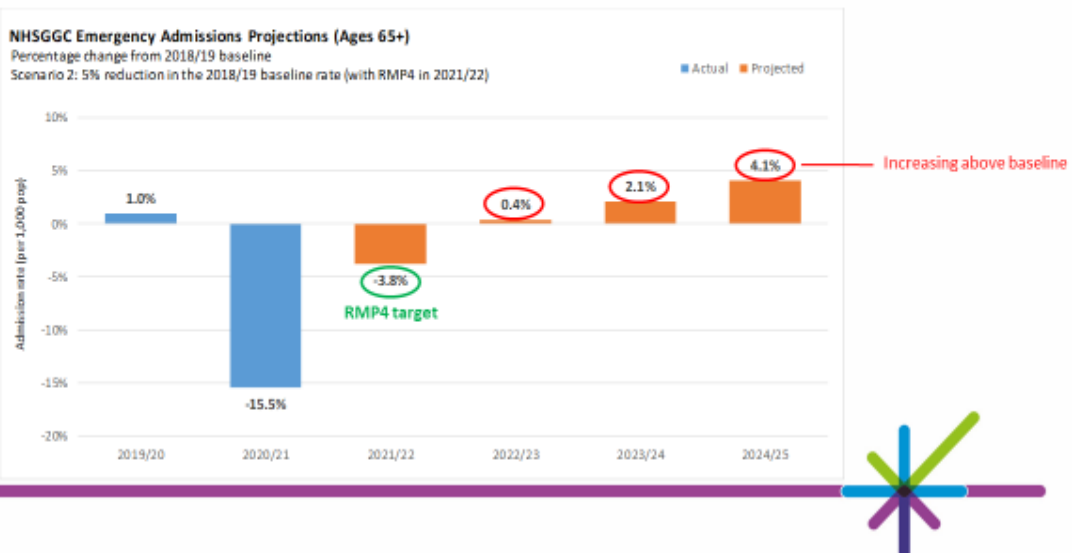 NHSGGC Emergency Admissions Projections (Ages 65+)
Percentage change from 2018/19 baseline
Scenario 2: 5% reduction in the 2018/19 baseline rate (with RMP4 in 2021/22)
Actual Projected
10%
5%
0%
-5%
-10%
-15%
-20%
Admission rate (per 1,000 pop)
1.0%
-15.5%
-3.8%
RMP4 target
0.4%
2.1%
4.1%
Increasing above baseline
2019/20 2020/21 2021/22 2022/23 2023/24 2024/25